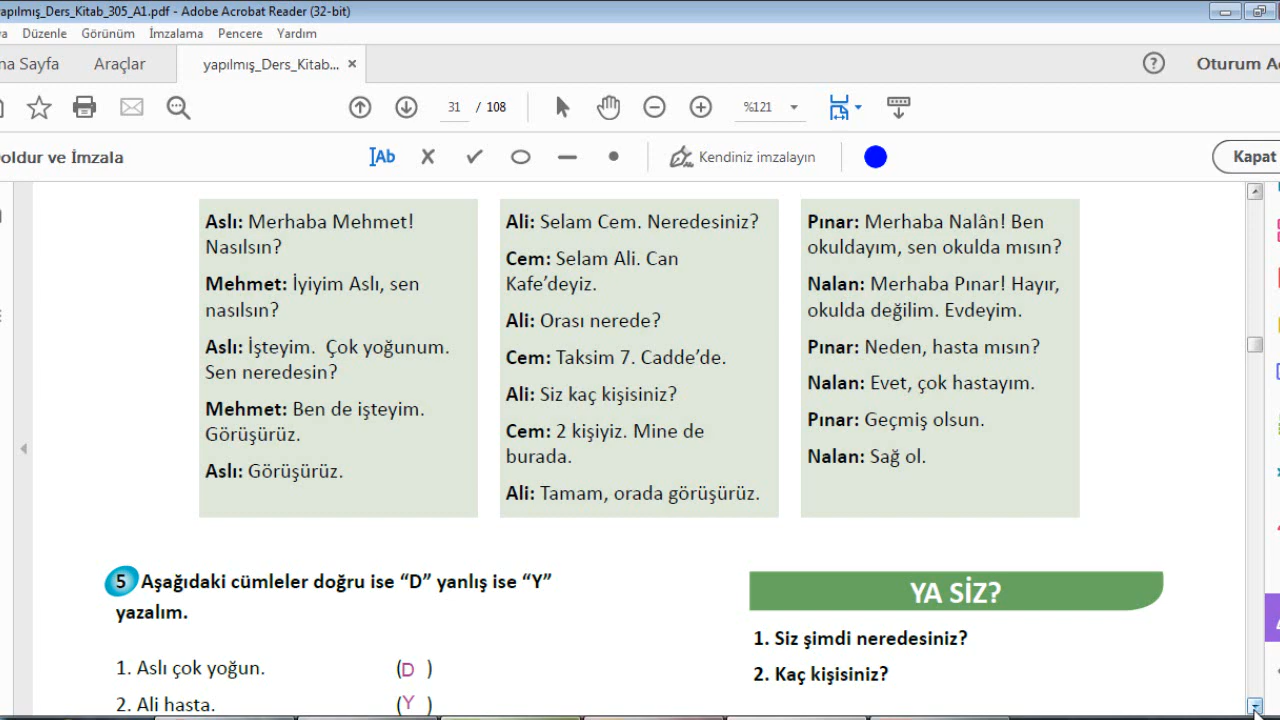 apılmış_Ders_Kitab_305_A1.pdf - Adobe Acrobat Reader (32-bit)
Düzenle Görünüm İmzalama Pencere Yardım
Sayfa Araçlar yapılmış_Ders_Kitab... × ? Oturum
31 / 108 %121
ve İmzala Ab Kendiniz imzalayın Kapat
Aslı: Merhaba Mehmet!
Nasılsın?
Mehmet: İyiyim Aslı, sen
nasılsın?
Aslı: İşteyim. Çok yoğunum.
Sen neredesin?
Mehmet: Ben de işteyim.
Görüşürüz.
Aslı: Görüşürüz.
Ali: Selam Cem. Neredesiniz?
Cem: Selam Ali. Can
Kafe’deyiz.
Ali: Orası nerede?
Cem: Taksim 7. Cadde’de.
Ali: Siz kaç kişisiniz?
Cem: 2 kişiyiz. Mine de
burada.
Ali: Tamam, orada görüşürüz.
Pınar: Merhaba Nalân! Ben
okuldayım, sen okulda mısın?
Nalan: Merhaba Pınar! Hayır,
okulda değilim. Evdeyim.
Pınar: Neden, hasta mısın?
Nalan: Evet, çok hastayım.
Pınar: Geçmiş olsun.
Nalan: Sağ ol.
5 Aşağıdaki cümleler doğru ise “D” yanlış ise “Y”
yazalım.
1. Aslı çok yoğun. (D )
2. Ali hasta. (Y )
YA SİZ?
1. Siz şimdi neredesiniz?
2. Kaç kişisiniz?